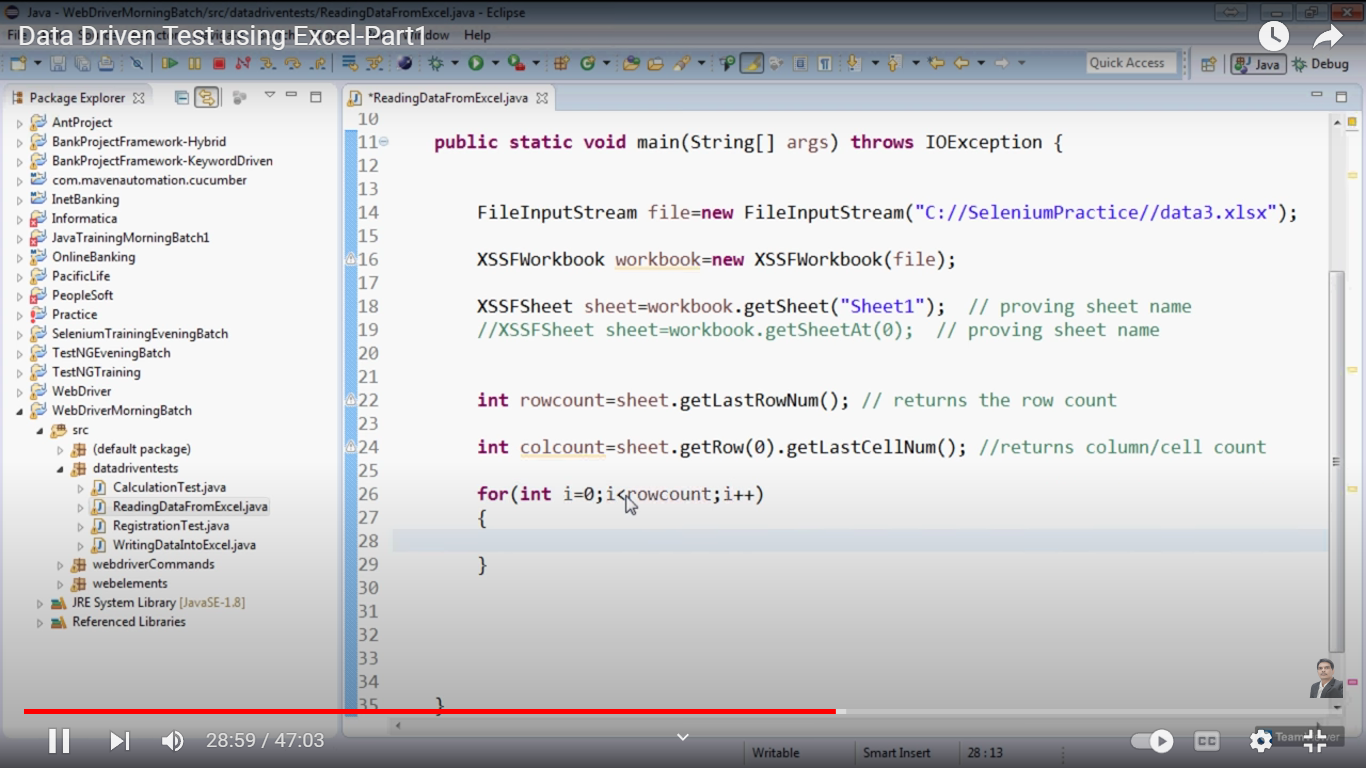 Java - WebDriverMorningBatch/src/datadriventests/ReadingDataFromExcel.java - Eclipse
Data Driven Test using Excel-Part1
Window Help
Quick Access
Java
Debug
Package Explorer
*ReadingDataFromExcel.java
AntProject
BankProjectFramework-Hybrid
BankProjectFramework-KeywordDriven
com.mavenautomation.cucumber
InetBanking
Informatica
JavaTrainingMorningBatch1
OnlineBanking
PacificLife
PeopleSoft
Practice
SeleniumTrainingEveningBatch
TestNGEveningBatch
TestNGTraining
WebDriver
WebDriverMorningBatch
src
(default package)
datadriventests
CalculationTest.java
ReadingDataFromExcel.java
RegistrationTest.java
WritingDataIntoExcel.java
webdriverCommands
webelements
JRE System Library [JavaSE-1.8]
Referenced Libraries
10
11 public static void main(String[] args) throws IOException {
12
13
14 FileInputStream file=new FileInputStream("C://SeleniumPractice//data3.xlsx");
15
16 XSSFWorkbook workbook=new XSSFWorkbook(file);
17
18 XSSFSheet sheet=workbook.getSheet("Sheet1"); // proving sheet name
19 //XSSFSheet sheet=workbook.getSheetAt(0); // proving sheet name
20
21
22 int rowcount=sheet.getLastRowNum(); // returns the row count
23
24 int colcount=sheet.getRow(0).getLastCellNum(); //returns column/cell count
25
26 for(int i=0;i<rowcount;i++)
27 {
28
29 }
30
31
32
33
34
35 }
28:59 / 47:03
CC
TeamViewer
Writable
Smart Insert
28 : 13